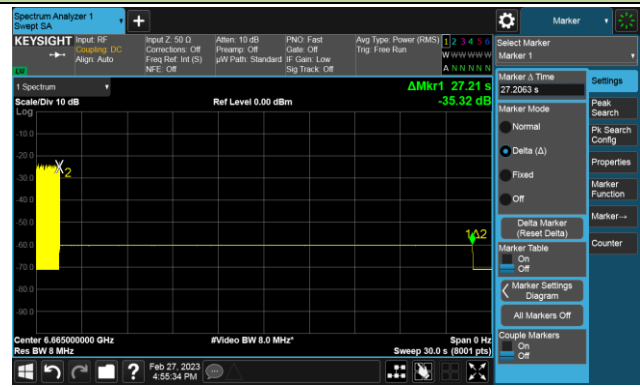 Spectrum Analyzer 1
Swept SA
Marker
KEYSIGHT
Input: RF
Coupling: DC
Align: Auto
Input Z: 50 Ω
Corrections: Off
Freq Ref: Int (S)
NFE: Off
Atten: 10 dB
Preamp: Off
µW Path: Standard
PNO: Fast
Gate: Off
IF Gain: Low
Sig Track: Off
Avg Type: Power (RMS)
Trig: Free Run
1 2 3 4 5 6
W W W W W W
A N N N N N
LW
Select Marker
Marker 1
1 Spectrum
ΔMkr1 27.21 s
-35.32 dB
Scale/Div 10 dB
Ref Level 0.00 dBm
Log
-10.0
-20.0
-30.0
-40.0
-50.0
-60.0
-70.0
-80.0
-90.0
2
1Δ2
Center 6.665000000 GHz
Res BW 8 MHz
#Video BW 8.0 MHz*
Span 0 Hz
Sweep 30.0 s (8001 pts)
Marker Δ Time
27.2063 s
Marker Mode
Normal
Delta (Δ)
Fixed
Off
Delta Marker
(Reset Delta)
Marker Table
On
Off
Marker Settings
Diagram
All Markers Off
Couple Markers
On
Off
Settings
Peak
Search
Pk Search
Config
Properties
Marker
Function
Marker→
Counter
Feb 27, 2023
4:55:34 PM